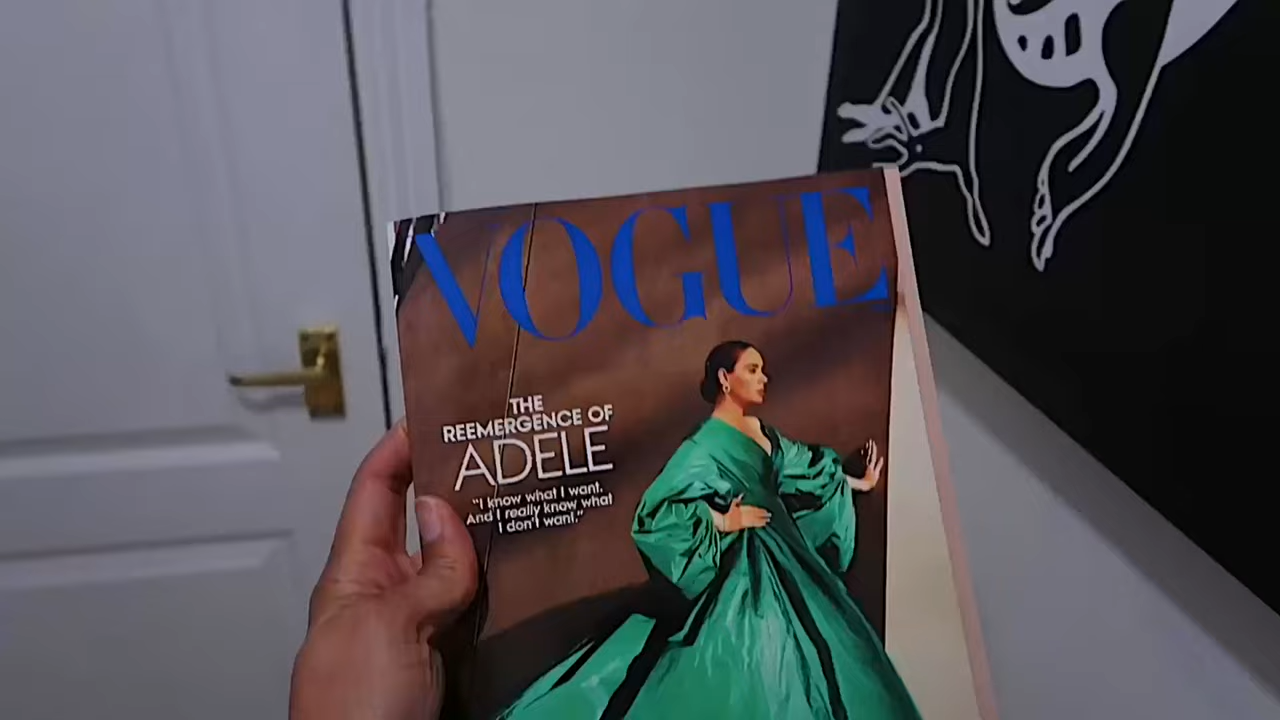 VOGUE
THE
REEMERGENCE OF
ADELE
"I know what I want.
And I really know what
I don't want."